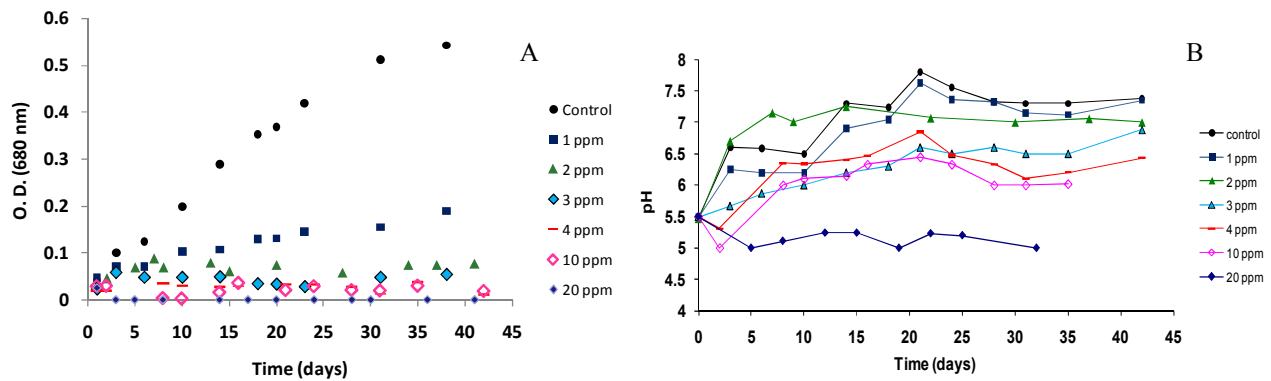 A
O. D. (680 nm)
0.6
0.5
0.4
0.3
0.2
0.1
0
0 5 10 15 20 25 30 35 40 45
Time (days)
Control
1 ppm
2 ppm
3 ppm
4 ppm
10 ppm
20 ppm
B
pH
8
7.5
7
6.5
6
5.5
5
4.5
4
0 5 10 15 20 25 30 35 40 45
Time (days)
control
1 ppm
2 ppm
3 ppm
4 ppm
10 ppm
20 ppm